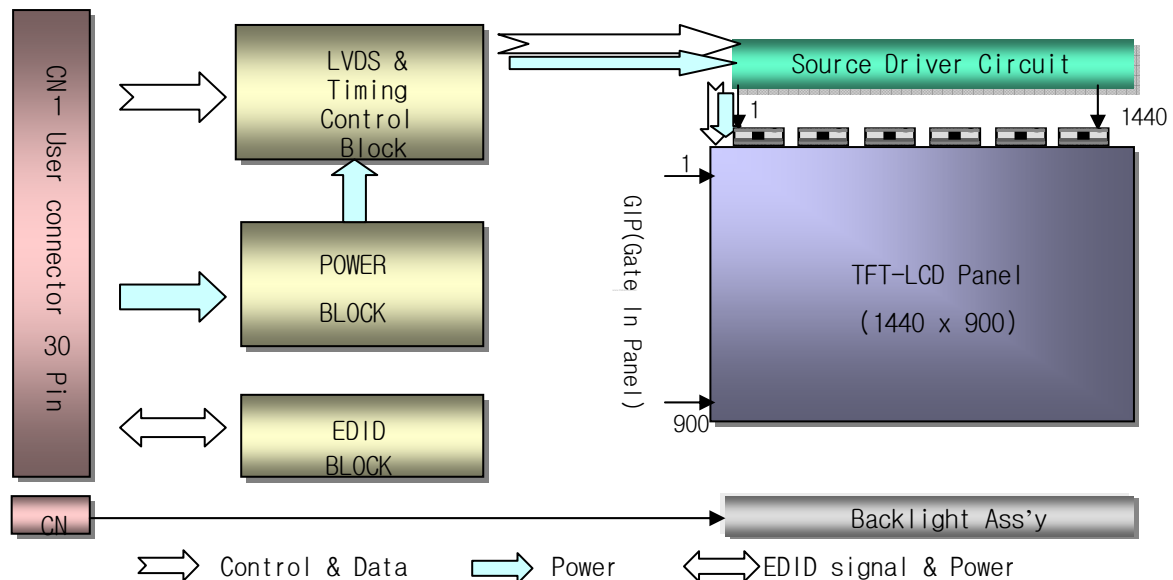 CN1 User connector 30 Pin
LVDS &
Timing
Control
Block
Source Driver Circuit
1
1440
1
GIP(Gate In Panel)
900
TFT-LCD Panel
(1440 x 900)
POWER
BLOCK
EDID
BLOCK
CN
Backlight Ass'y
Control & Data
Power
EDID signal & Power